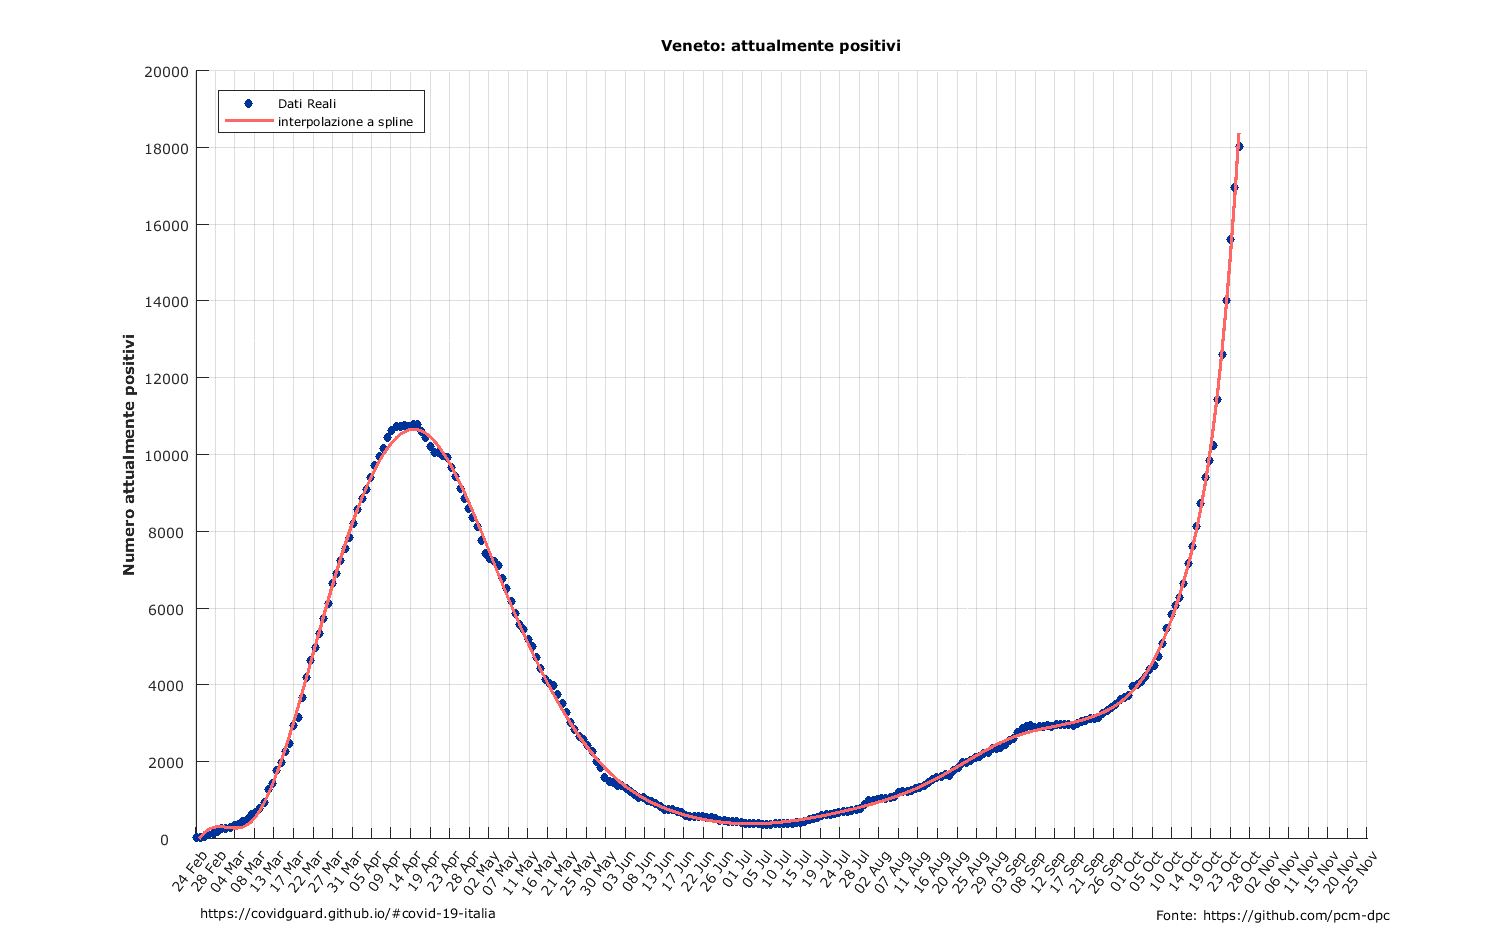 Veneto: attualmente positivi
20000
18000
16000
14000
12000
10000
8000
6000
4000
2000
0
Numero attualmente positivi
Dati Reali
interpolazione a spline
24 Feb
28 Feb
04 Mar
08 Mar
13 Mar
17 Mar
22 Mar
27 Mar
31 Mar
05 Apr
09 Apr
14 Apr
19 Apr
23 Apr
28 Apr
02 May
07 May
11 May
16 May
21 May
25 May
30 May
03 Jun
08 Jun
13 Jun
17 Jun
22 Jun
26 Jun
01 Jul
05 Jul
10 Jul
15 Jul
19 Jul
24 Jul
28 Jul
02 Aug
07 Aug
11 Aug
16 Aug
20 Aug
25 Aug
29 Aug
03 Sep
08 Sep
12 Sep
17 Sep
21 Sep
26 Sep
01 Oct
05 Oct
10 Oct
14 Oct
19 Oct
23 Oct
28 Oct
02 Nov
06 Nov
11 Nov
15 Nov
20 Nov
25 Nov
https://covidguard.github.io/#covid-19-italia
Fonte: https://github.com/pcm-dpc